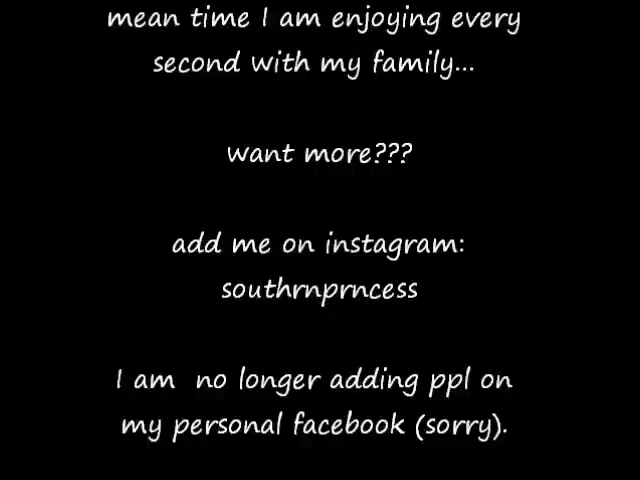 mean time I am enjoying every
second with my family...
want more???
add me on instagram:
southrnprncess
I am  no longer adding ppl on
my personal facebook (sorry).